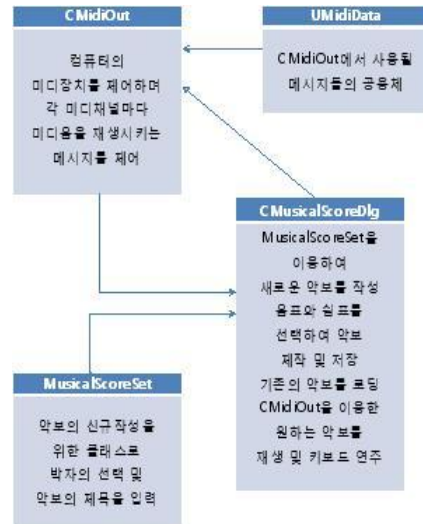 CMidiOut
컴퓨터의
미디장치를 제어하며
각 미디채널마다
미디음을 재생시키는
메시지를 제어
UMidiData
CMidiOut에서 사용될
메시지들의 공용체
CMusicalScoreDlg
MusicalScoreSet을
이용하여
새로운 악보를 작성
음표와 쉼표를
선택하여 악보
제작 및 저장
기존의 악보를 로딩
CMidiOut을 이용한
원하는 악보를
재생 및 키보드 연주
MusicalScoreSet
악보의 신규작성을
위한 클래스로
박자의 선택 및
악보의 제목을 입력